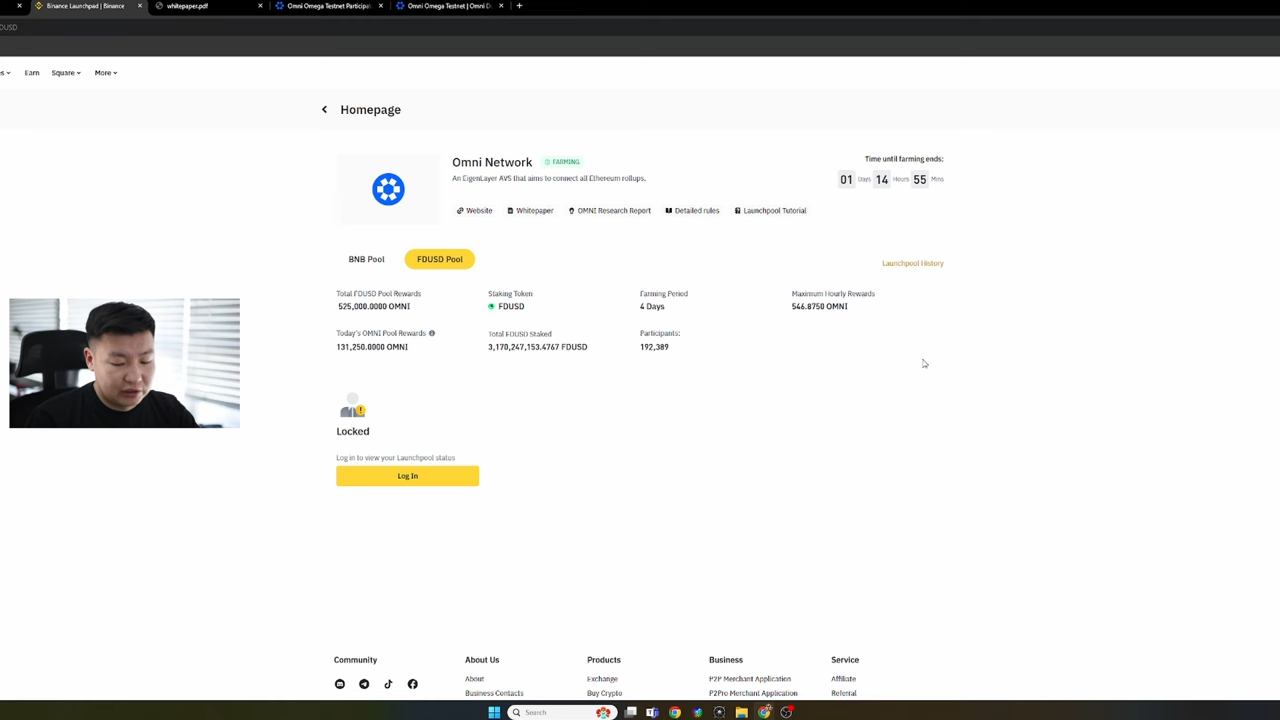 Binance Launchpad | Binance
whitepaper.pdf
Omni Omega Testnet Participat
Omni Omega Testnet | Omni D
DUSD
Earn
Square
More
Homepage
Omni Network
FARMING
An EigenLayer AVS that aims to connect all Ethereum rollups.
Time until farming ends:
01 Days 14 Hours 55 Mins
Website
Whitepaper
OMNI Research Report
Detailed rules
Launchpool Tutorial
BNB Pool
FDUSD Pool
Launchpool History
Total FDUSD Pool Rewards
525,000.0000 OMNI
Staking Token
FDUSD
Farming Period
4 Days
Maximum Hourly Rewards
546.8750 OMNI
Today's OMNI Pool Rewards
131,250.0000 OMNI
Total FDUSD Staked
3,170,247,153.4767 FDUSD
Participants:
192,389
Locked
Log in to view your Launchpool status
Log In
Community
About Us
Products
Business
Service
About
Exchange
P2P Merchant Application
Affiliate
Business Contacts
Buy Crypto
P2Pro Merchant Application
Referral
Search